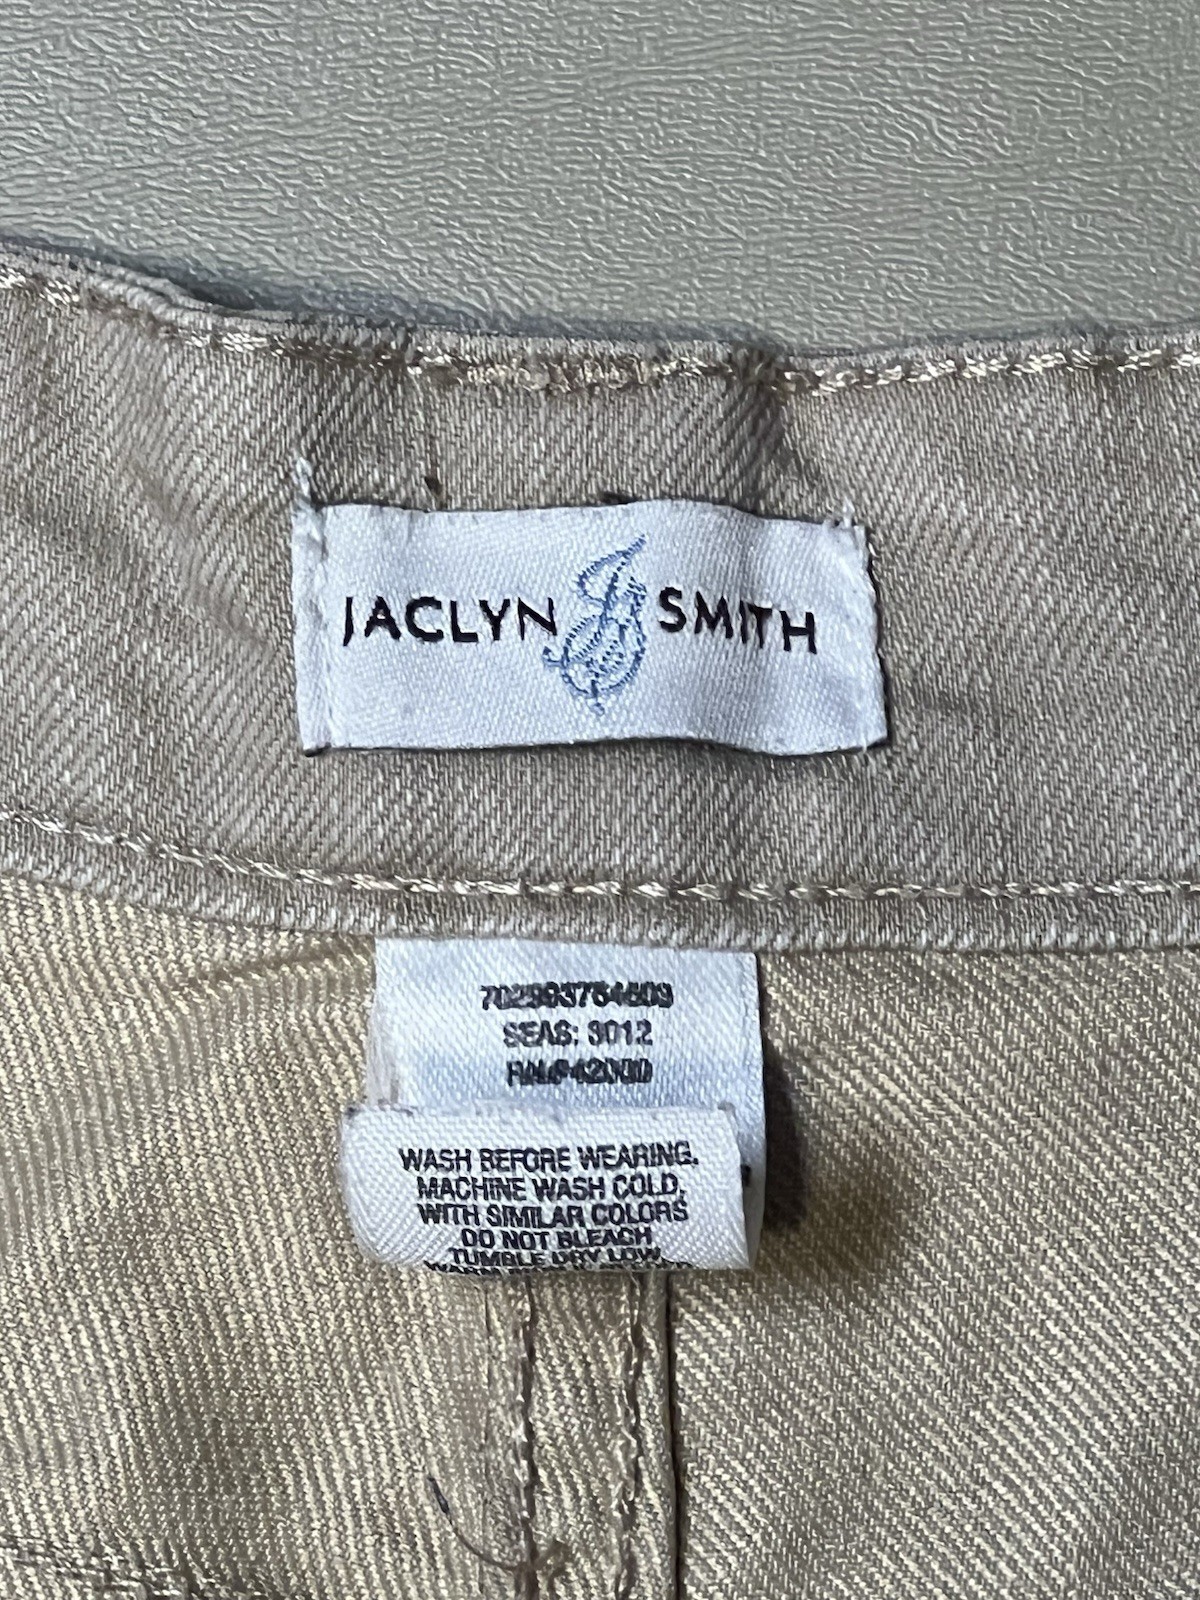 JACLYN SMITH
SEAS: 3012
WASH BEFORE WEARING.
MACHINE WASH COLD,
WITH SIMILAR COLORS
DO NOT BLEACH
TUMBLE DRY LOW
WARM